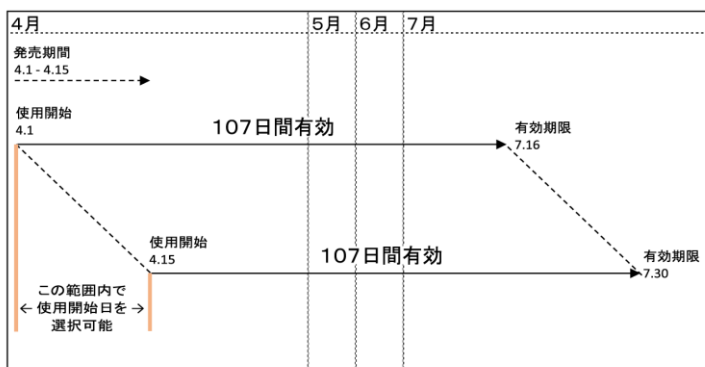 4月 5月 6月 7月
発売期間
4.1 - 4.15
使用開始
4.1
107日間有効
有効期限
7.16
使用開始
4.15
107日間有効
有効期限
7.30
この範囲内で
← 使用開始日を →
選択可能